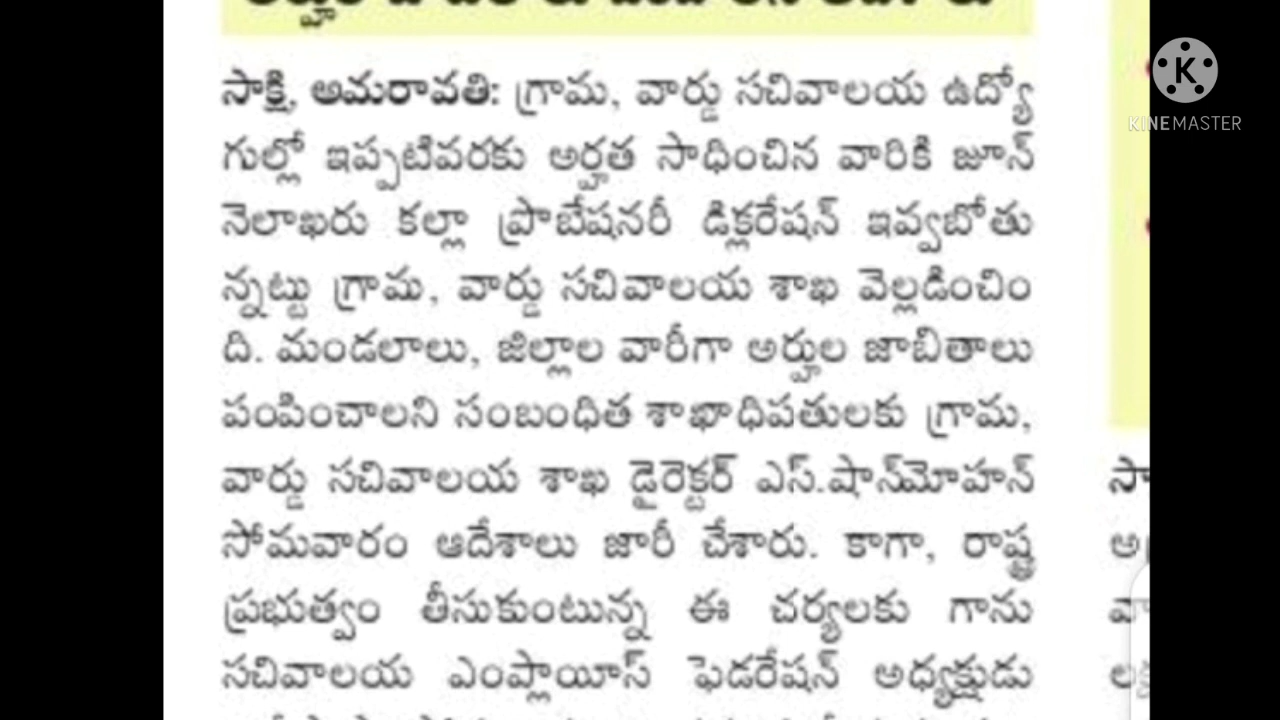 సాక్షి, అమరావతి: గ్రామ, వార్డు సచివాలయ ఉద్యో
గుల్లో ఇప్పటివరకు అర్హత సాధించిన వారికి జూన్
నెలాఖరు కల్లా ప్రొబేషనరీ డిక్లరేషన్ ఇవ్వబోతు
న్నట్టు గ్రామ, వార్డు సచివాలయ శాఖ వెల్లడించిం
ది. మండలాలు, జిల్లాల వారీగా అర్హుల జాబితాలు
పంపించాలని సంబంధిత శాఖాధిపతులకు గ్రామ,
వార్డు సచివాలయ శాఖ డైరెక్టర్ ఎస్.షాన్‌మోహన్
సోమవారం ఆదేశాలు జారీ చేశారు. కాగా, రాష్ట్ర
ప్రభుత్వం తీసుకుంటున్న ఈ చర్యలకు గాను
సచివాలయ ఎంప్లాయీస్ ఫెడరేషన్ అధ్యక్షుడు
K
KINEMASTER